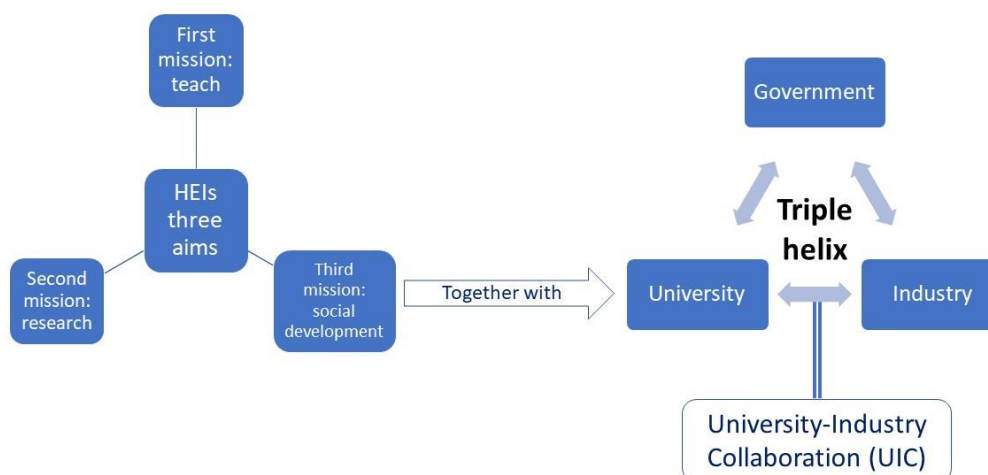 First
mission:
teach
HEIs
three
aims
Second
mission:
research
Third
mission:
social
development
Together with
Government
Triple
helix
University
Industry
University-Industry
Collaboration (UIC)